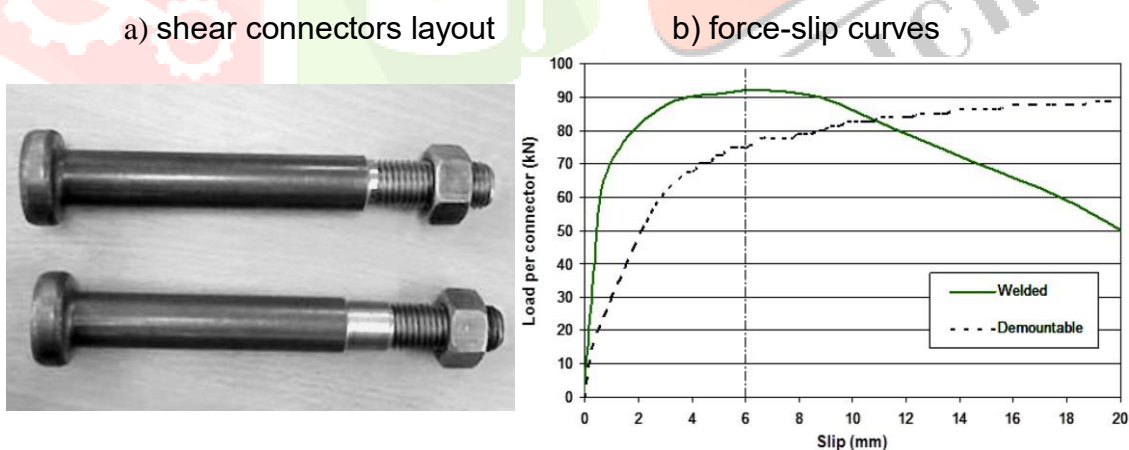 a) shear connectors layout
b) force-slip curves
Load per connector (kN)
100
90
80
70
60
50
40
30
20
10
0
Welded
Demountable
0 2 4 6 8 10 12 14 16 18 20
Slip (mm)